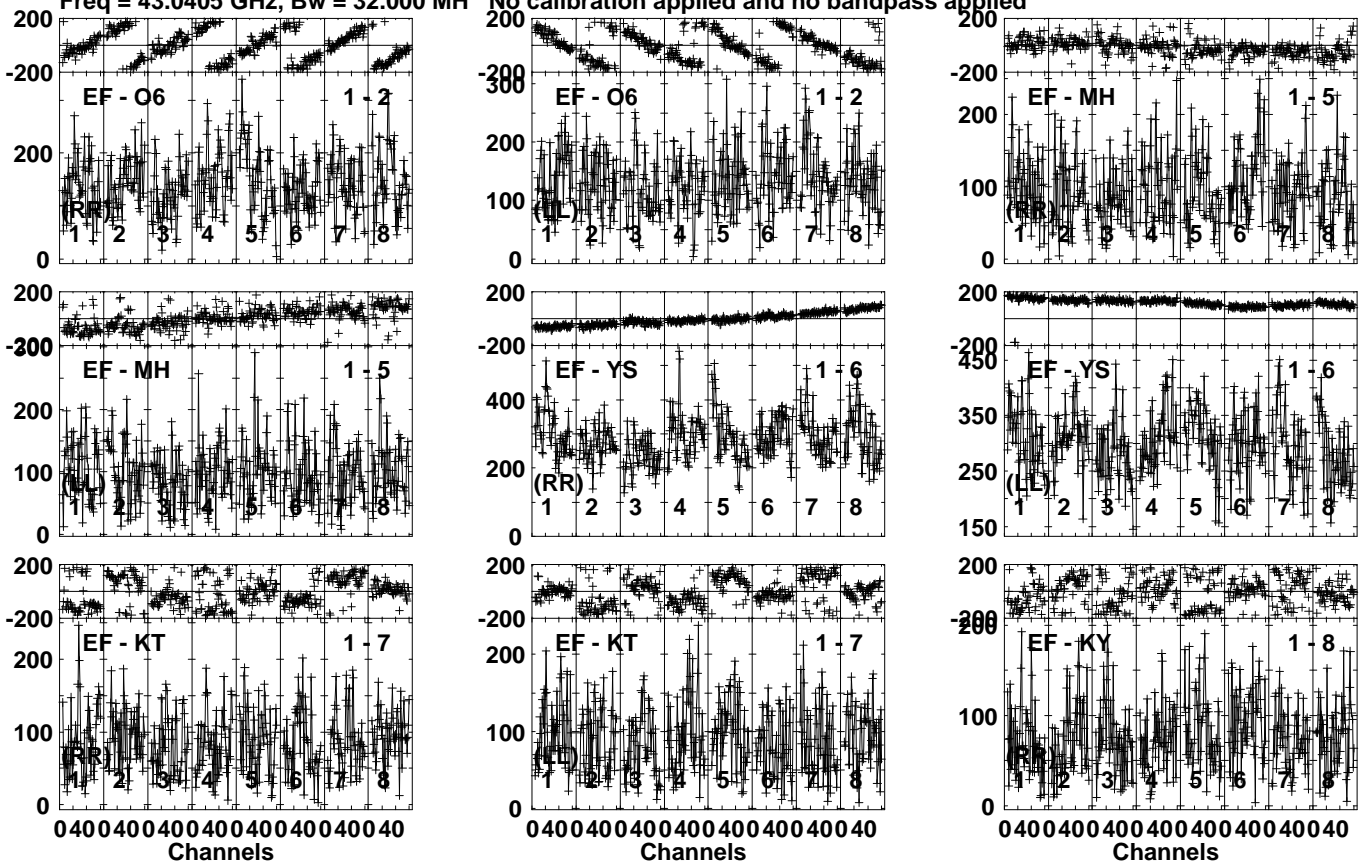 Freq = 43.0405 GHz, Bw = 32.000 MH No calibration applied and no bandpass applied
200 200 200
-200 -200 -200
EF - O6 1 - 2 300 EF - O6 1 - 2 EF - MH 1 - 5
200 200 200
100 100
(RR) (LL) (RR)
1 2 3 4 5 6 7 8 1 2 3 4 5 6 7 8 1 2 3 4 5 6 7 8
0 0 0
200 200 200
-200 -200 -200
300 450
EF - MH 1 - 5 EF - YS 1 - 6 EF - YS 1 - 6
200 400 350
100 200 250
(LL) (RR) (LL)
1 2 3 4 5 6 7 8 1 2 3 4 5 6 7 8 1 2 3 4 5 6 7 8
0 0 150
200 200 200
-200 -200 -200
200
EF - KT 1 - 7 EF - KT 1 - 7 EF - KY 1 - 8
200 200
100 100 100
(RR) (LL) (RR)
1 2 3 4 5 6 7 8 1 2 3 4 5 6 7 8 1 2 3 4 5 6 7 8
0 0 0
0 40 0 40 0 40 0 40 0 40 0 40 0 40 0 40 0 40 0 40 0 40 0 40 0 40 0 40 0 40 0 40 0 40 0 40 0 40 0 40 0 40 0 40 0 40 0 40
Channels Channels Channels